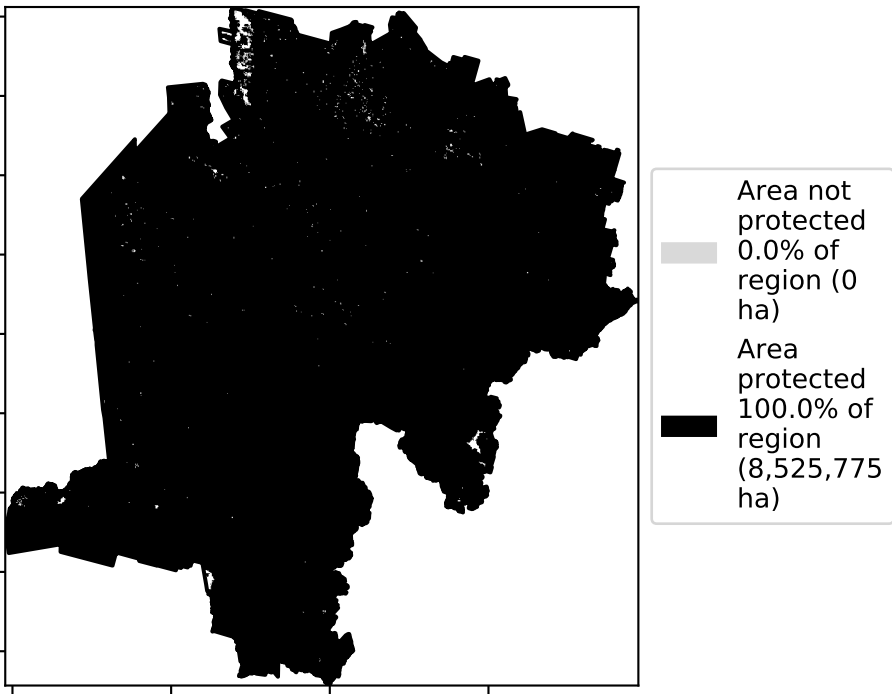 Area not
protected
0.0% of
region (0
ha)
Area
protected
100.0% of
region
(8,525,775
ha)